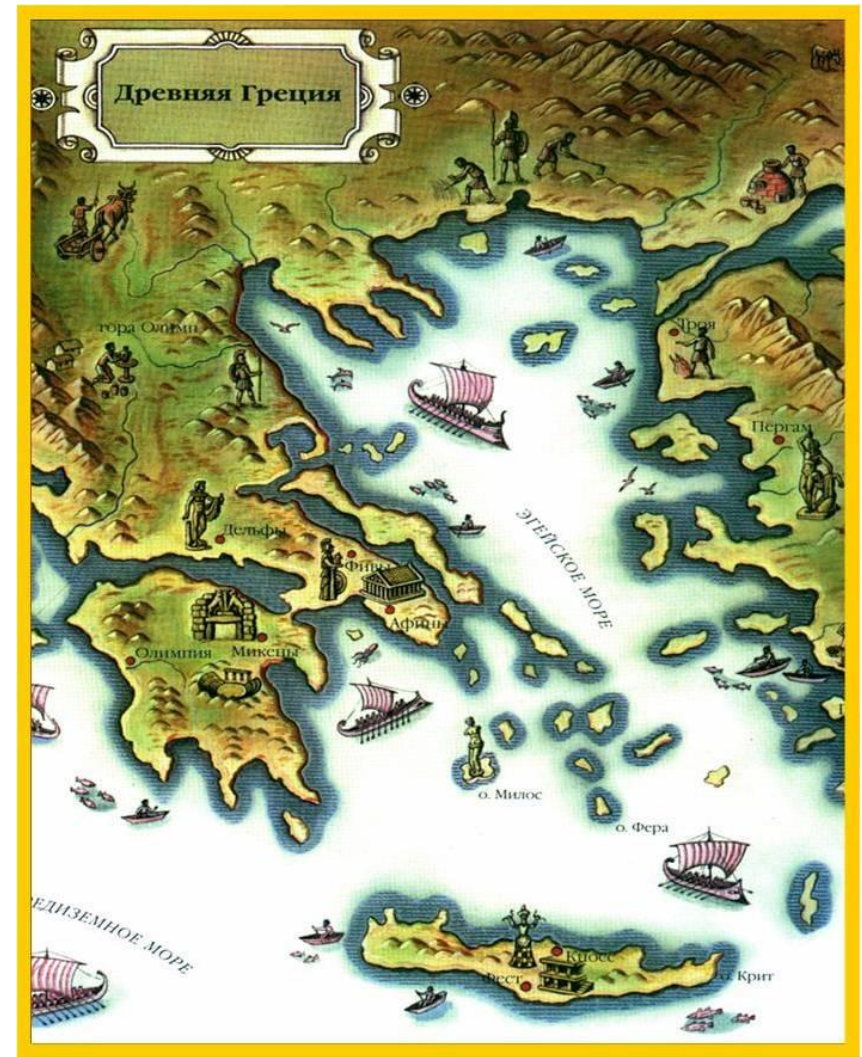 Древняя Греция
гора Олимп
Троя
Пергам
Дельфы
ЭГЕЙСКОЕ МОРЕ
Фивы
Афины
Олимпия
Микены
о. Милос
о. Фера
ЕДИЗЕМНОЕ МОРЕ
Кносс
Фест
о. Крит